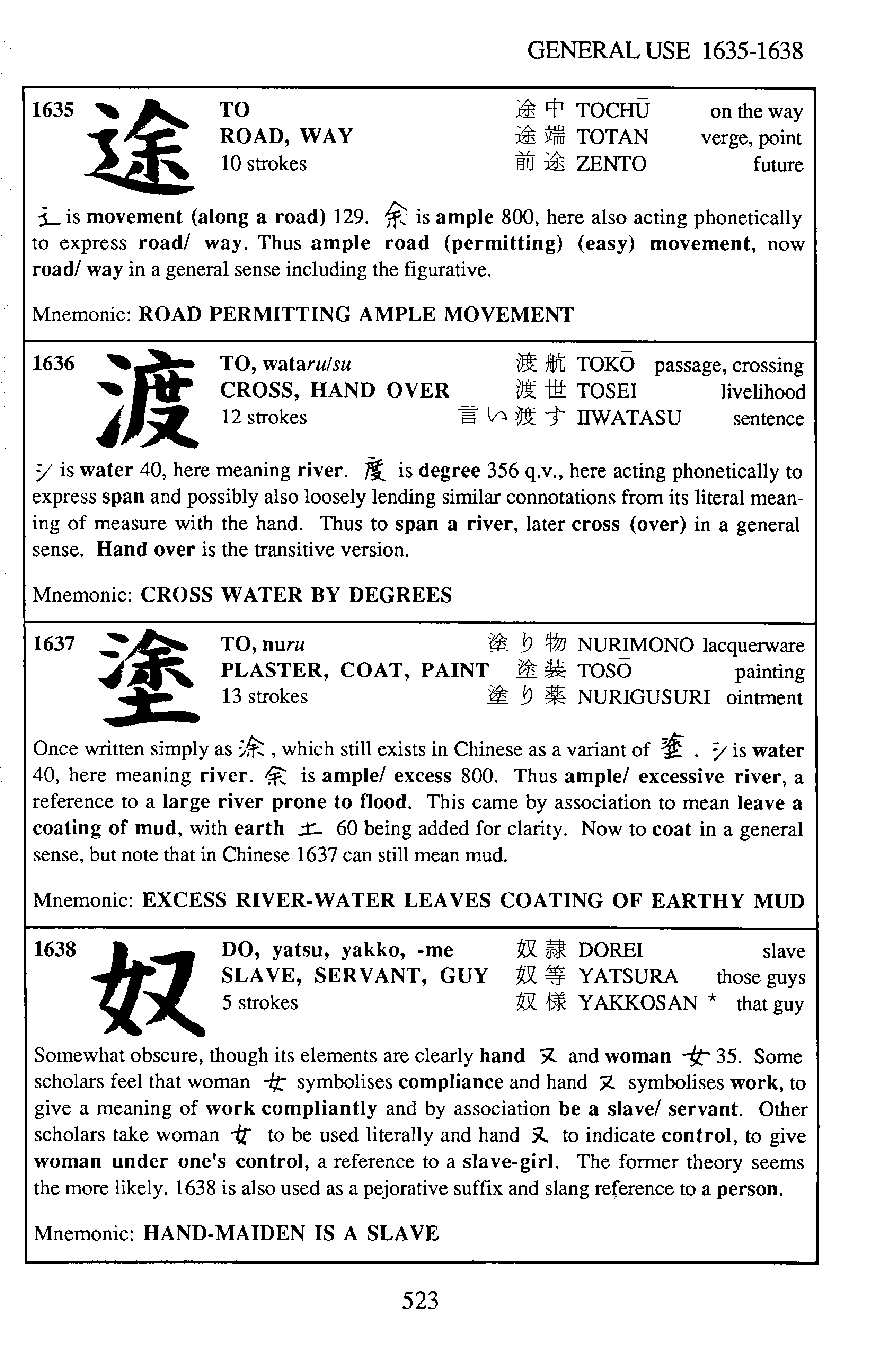 GENERAL USE 1635-1638
1635 途 TO 途中 TOCHŪ on the way
ROAD, WAY 途端 TOTAN verge, point
10 strokes 前途 ZENTO future
⻌ is movement (along a road) 129. 余 is ample 800, here also acting phonetically
to express road/ way. Thus ample road (permitting) (easy) movement, now
road/ way in a general sense including the figurative.
Mnemonic: ROAD PERMITTING AMPLE MOVEMENT
1636 渡 TO, wataru/su 渡航 TOKŌ passage, crossing
CROSS, HAND OVER 渡世 TOSEI livelihood
12 strokes 言い渡す IIWATASU sentence
氵 is water 40, here meaning river. 度 is degree 356 q.v., here acting phonetically to
express span and possibly also loosely lending similar connotations from its literal mean-
ing of measure with the hand. Thus to span a river, later cross (over) in a general
sense. Hand over is the transitive version.
Mnemonic: CROSS WATER BY DEGREES
1637 塗 TO, nuru 塗り物 NURIMONO lacquerware
PLASTER, COAT, PAINT 塗装 TOSŌ painting
13 strokes 塗り薬 NURIGUSURI ointment
Once written simply as 涂 , which still exists in Chinese as a variant of 塗 . 氵 is water
40, here meaning river. 余 is ample/ excess 800. Thus ample/ excessive river, a
reference to a large river prone to flood. This came by association to mean leave a
coating of mud, with earth 土 60 being added for clarity. Now to coat in a general
sense, but note that in Chinese 1637 can still mean mud.
Mnemonic: EXCESS RIVER-WATER LEAVES COATING OF EARTHY MUD
1638 奴 DO, yatsu, yakko, -me 奴隷 DOREI slave
SLAVE, SERVANT, GUY 奴等 YATSURA those guys
5 strokes 奴様 YAKKOSAN * that guy
Somewhat obscure, though its elements are clearly hand 又 and woman 女 35. Some
scholars feel that woman 女 symbolises compliance and hand 又 symbolises work, to
give a meaning of work compliantly and by association be a slave/ servant. Other
scholars take woman 女 to be used literally and hand 又 to indicate control, to give
woman under one's control, a reference to a slave-girl. The former theory seems
the more likely. 1638 is also used as a pejorative suffix and slang reference to a person.
Mnemonic: HAND-MAIDEN IS A SLAVE
523